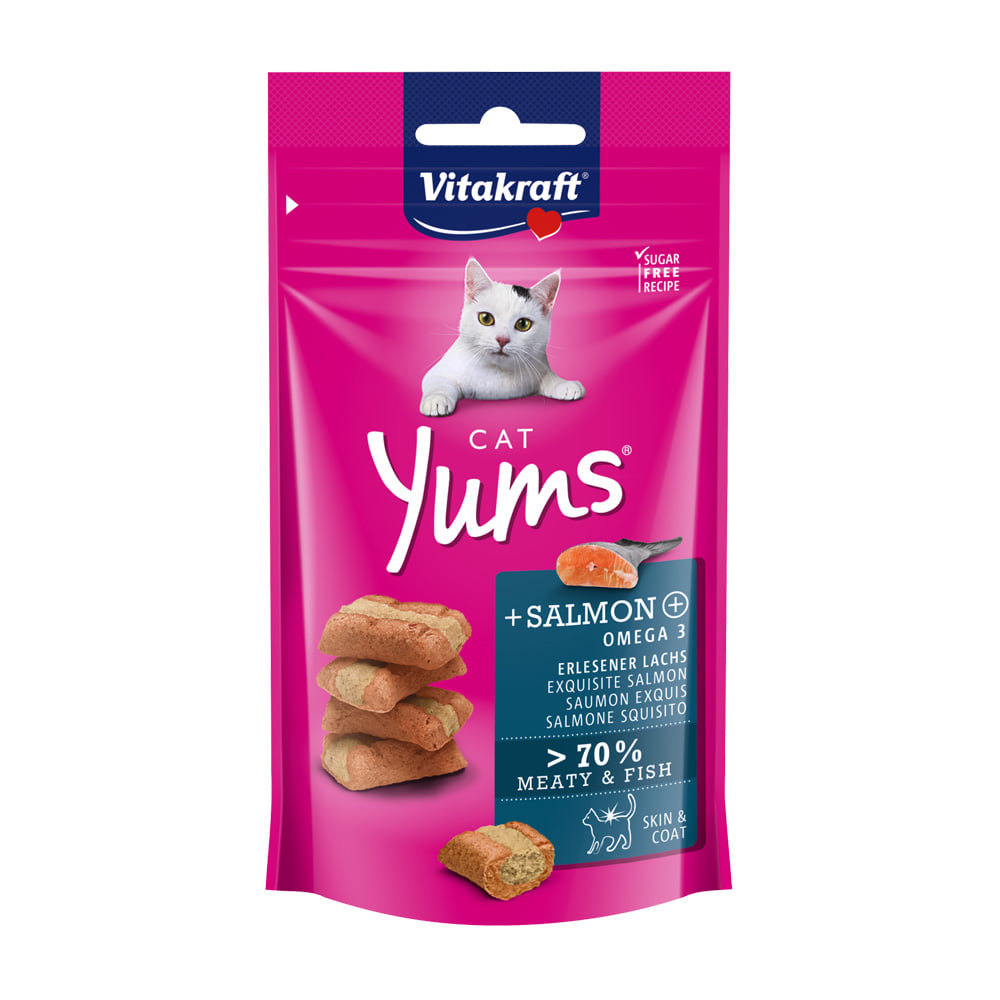 Vitakraft®
SUGAR
FREE
RECIPE
CAT
Yums®
+SALMON+
OMEGA 3
ERLESENER LACHS
EXQUISITE SALMON
SAUMON EXQUIS
SALMONE SQUISITO
> 70%
MEATY & FISH
SKIN &
COAT